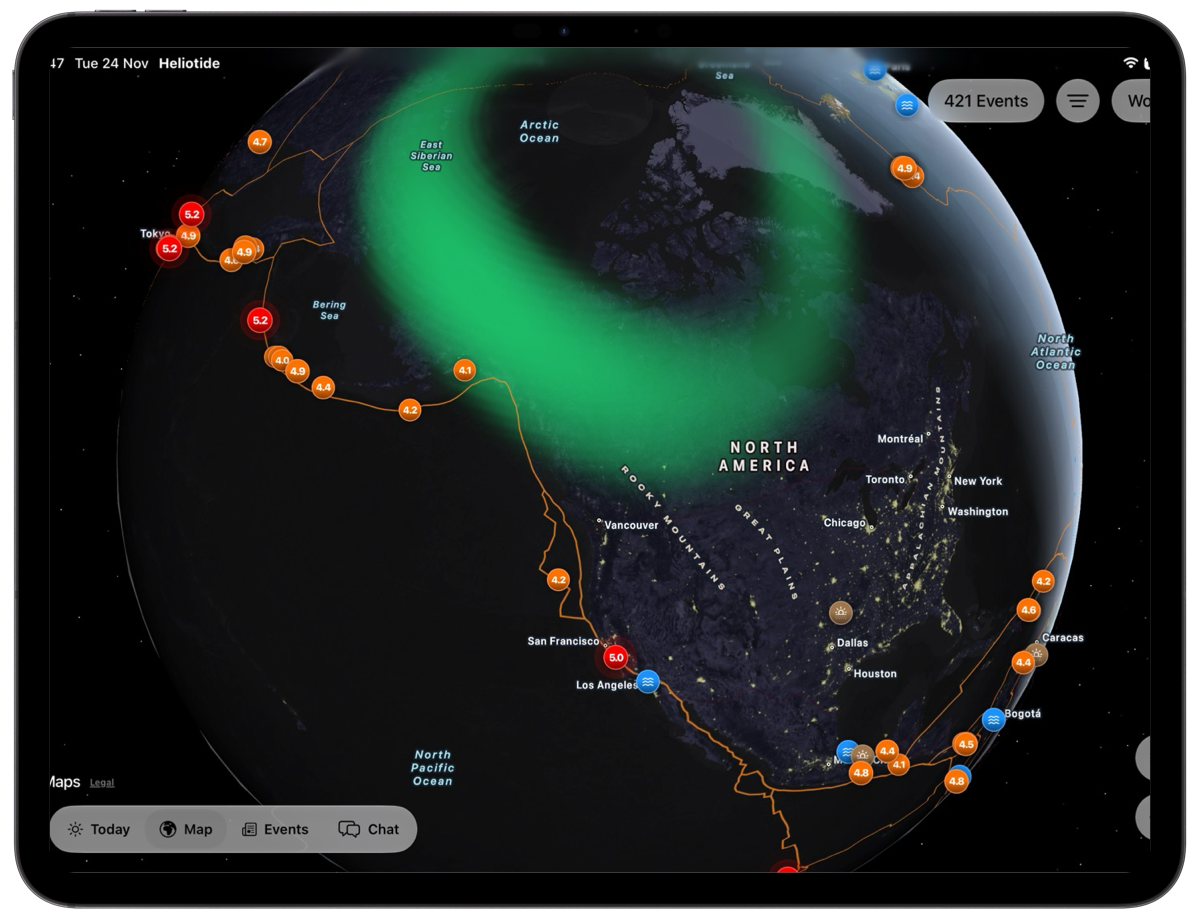 47 Tue 24 Nov Heliotide
421 Events
Wo
Sea
Arctic
Ocean
East
Siberian
Sea
4.7
4.9
5.2
Tokyo
4.9
5.2
4.9
Bering
Sea
5.2
4.0
4.9
4.4
4.2
4.1
North
Atlantic
Ocean
NORTH
AMERICA
Montréal
Toronto
New York
Washington
Chicago
APPALACHIAN MOUNTAINS
ROCKY MOUNTAINS
GREAT PLAINS
Vancouver
4.2
4.2
4.6
San Francisco
5.0
Los Angeles
Dallas
Houston
Caracas
4.4
Bogotá
4.5
4.4
4.1
4.8
4.8
North
Pacific
Ocean
Maps Legal
Today Map Events Chat